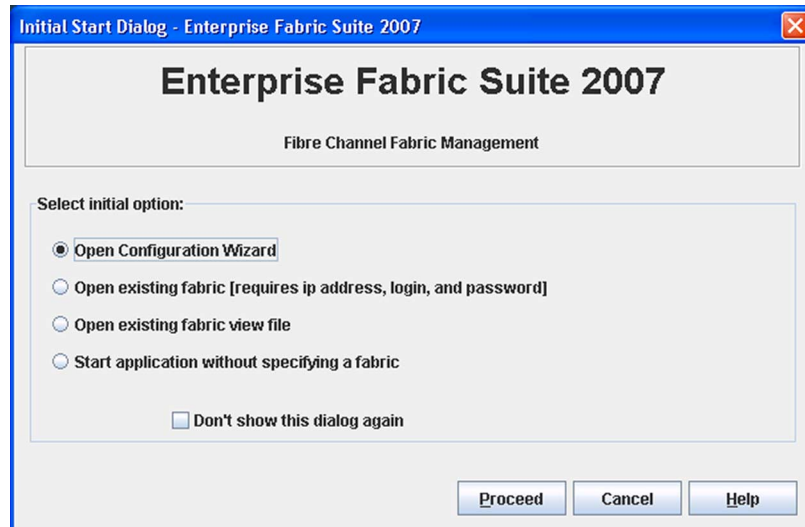 Initial Start Dialog - Enterprise Fabric Suite 2007
Enterprise Fabric Suite 2007
Fibre Channel Fabric Management
Select initial option:
Open Configuration Wizard
Open existing fabric [requires ip address, login, and password]
Open existing fabric view file
Start application without specifying a fabric
Don't show this dialog again
Proceed Cancel Help